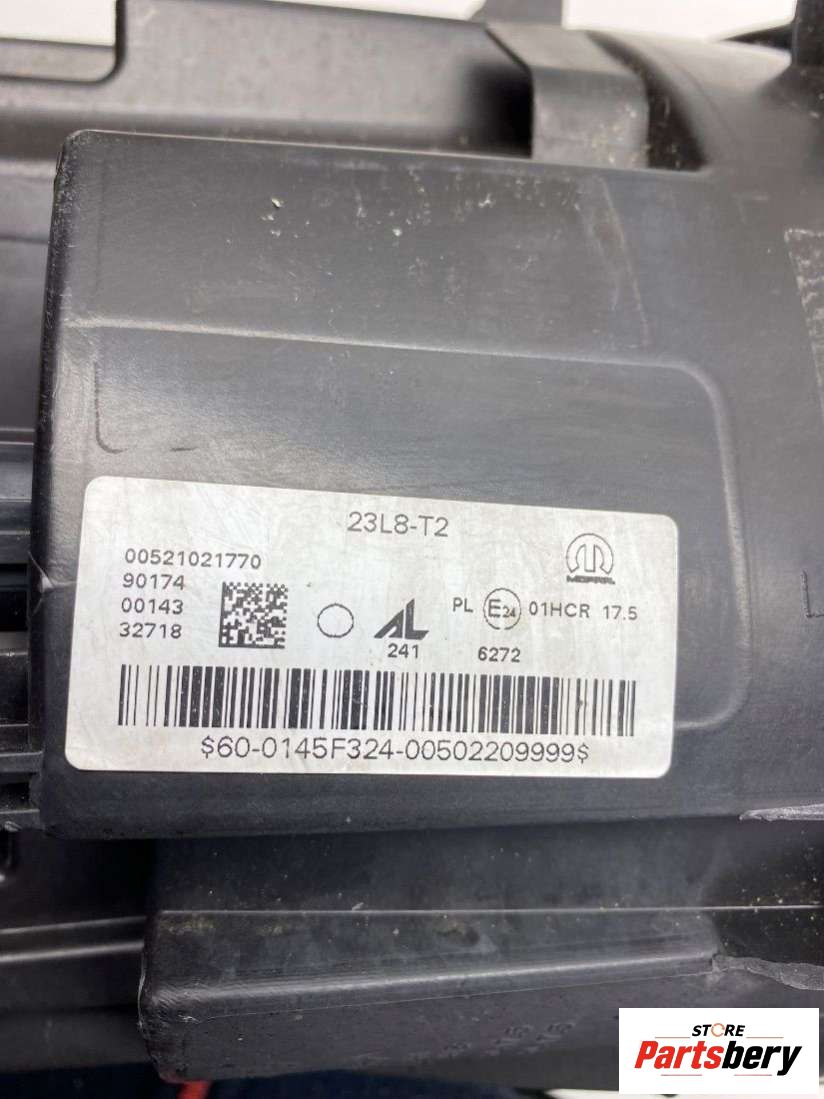 23L8-T2
00521021770
90174
00143
32718
AL
241
PL E24 01HCR 17.5
6272
MOPAR
$60-0145F324-00502209999$
L
STORE
Partsbery